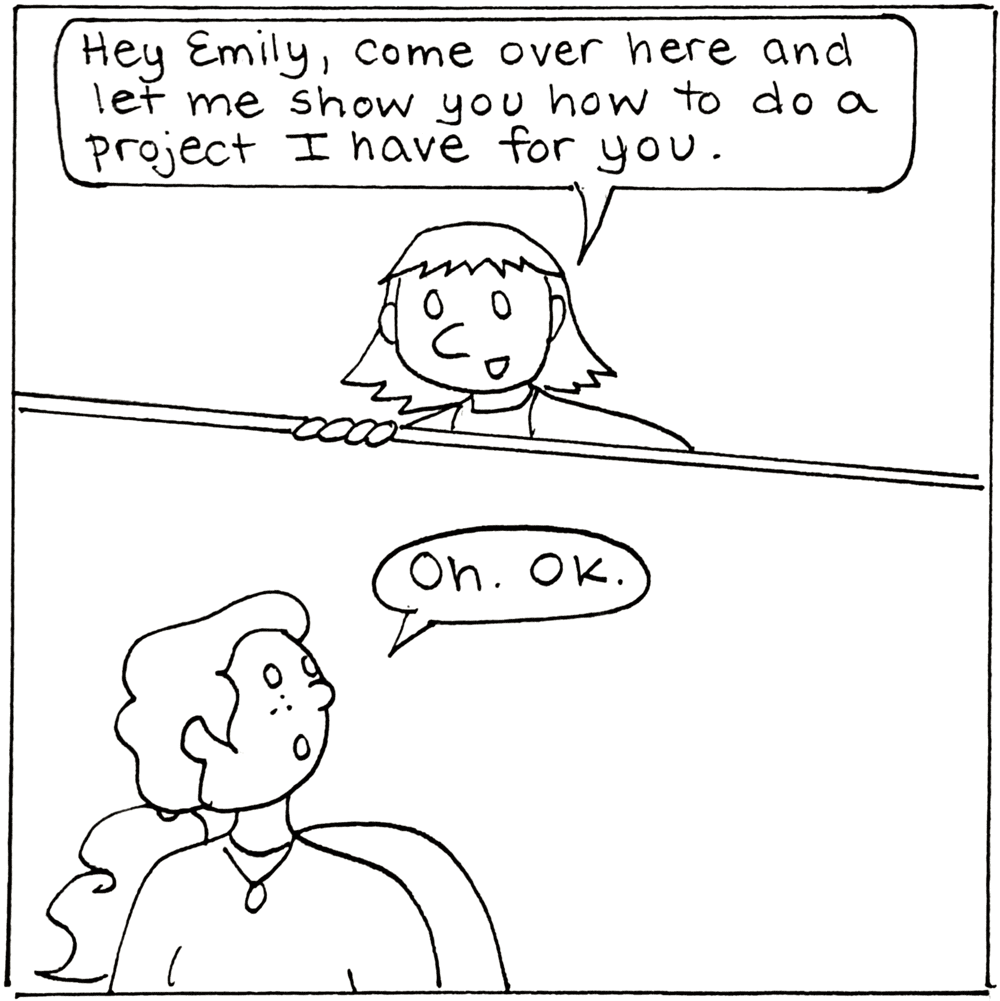 Hey Emily, come over here and
let me show you how to do a
project I have for you.
Oh. Ok.